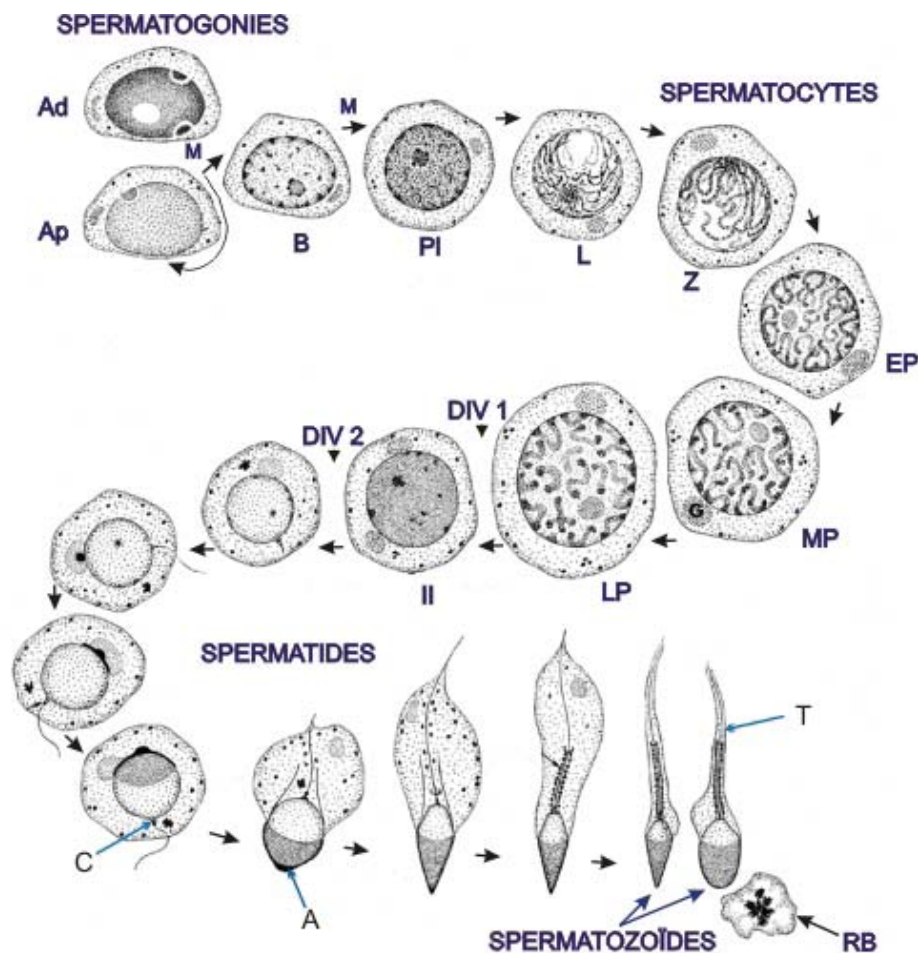 SPERMATOGONIES
Ad
M
M
SPERMATOCYTES
Ap
B
Pl
L
Z
EP
DIV 1
DIV 2
G
MP
II
LP
SPERMATIDES
T
C
A
SPERMATOZOÏDES
RB